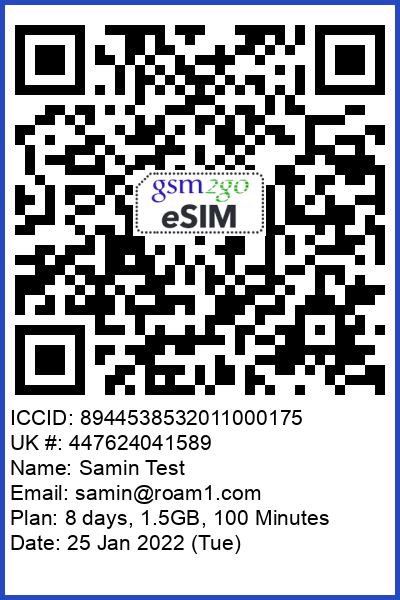 gsm2go
eSIM
ICCID: 8944538532011000175
UK #: 447624041589
Name: Samin Test
Email: samin@roam1.com
Plan: 8 days, 1.5GB, 100 Minutes
Date: 25 Jan 2022 (Tue)